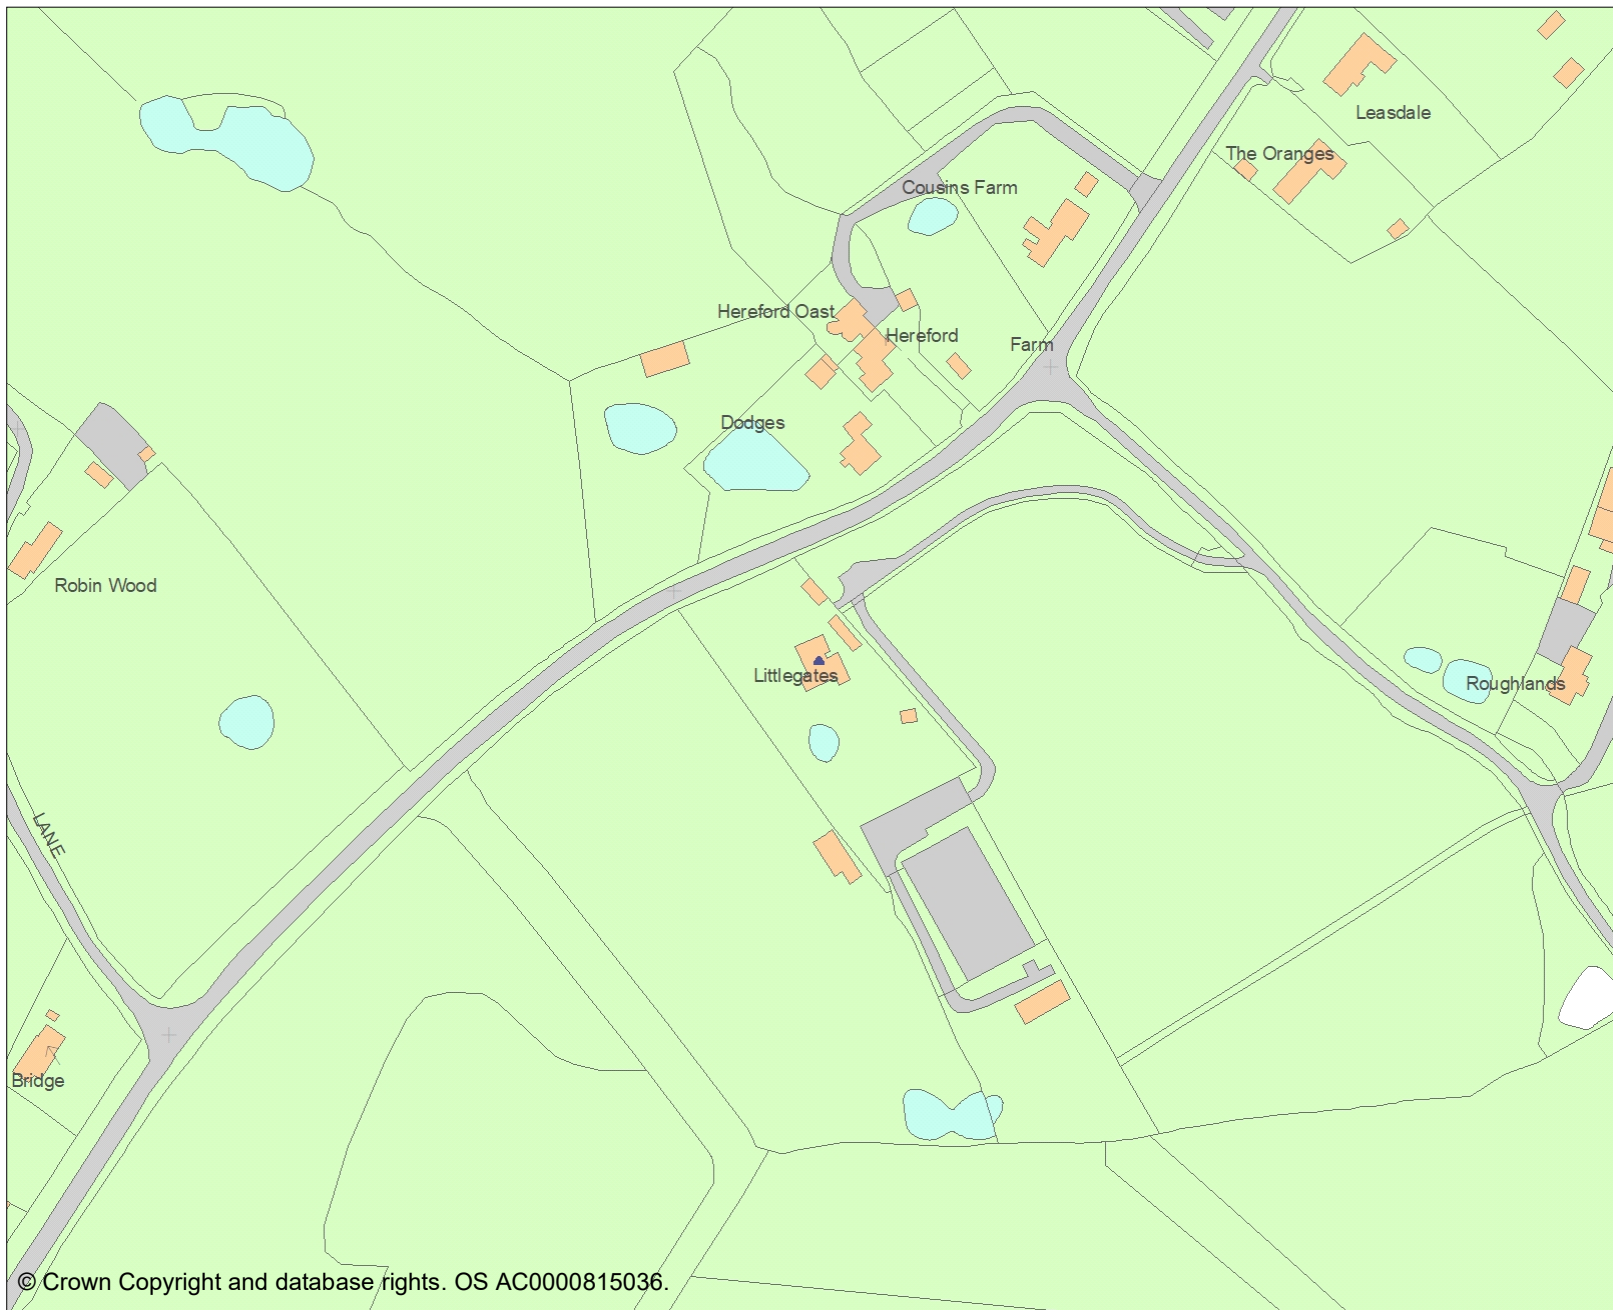 Leasdale
The Oranges
Cousins Farm
Hereford Oast
Hereford
Farm
Dodges
Robin Wood
Littlegates
Roughlands
LANE
Bridge
© Crown Copyright and database rights. OS AC0000815036.